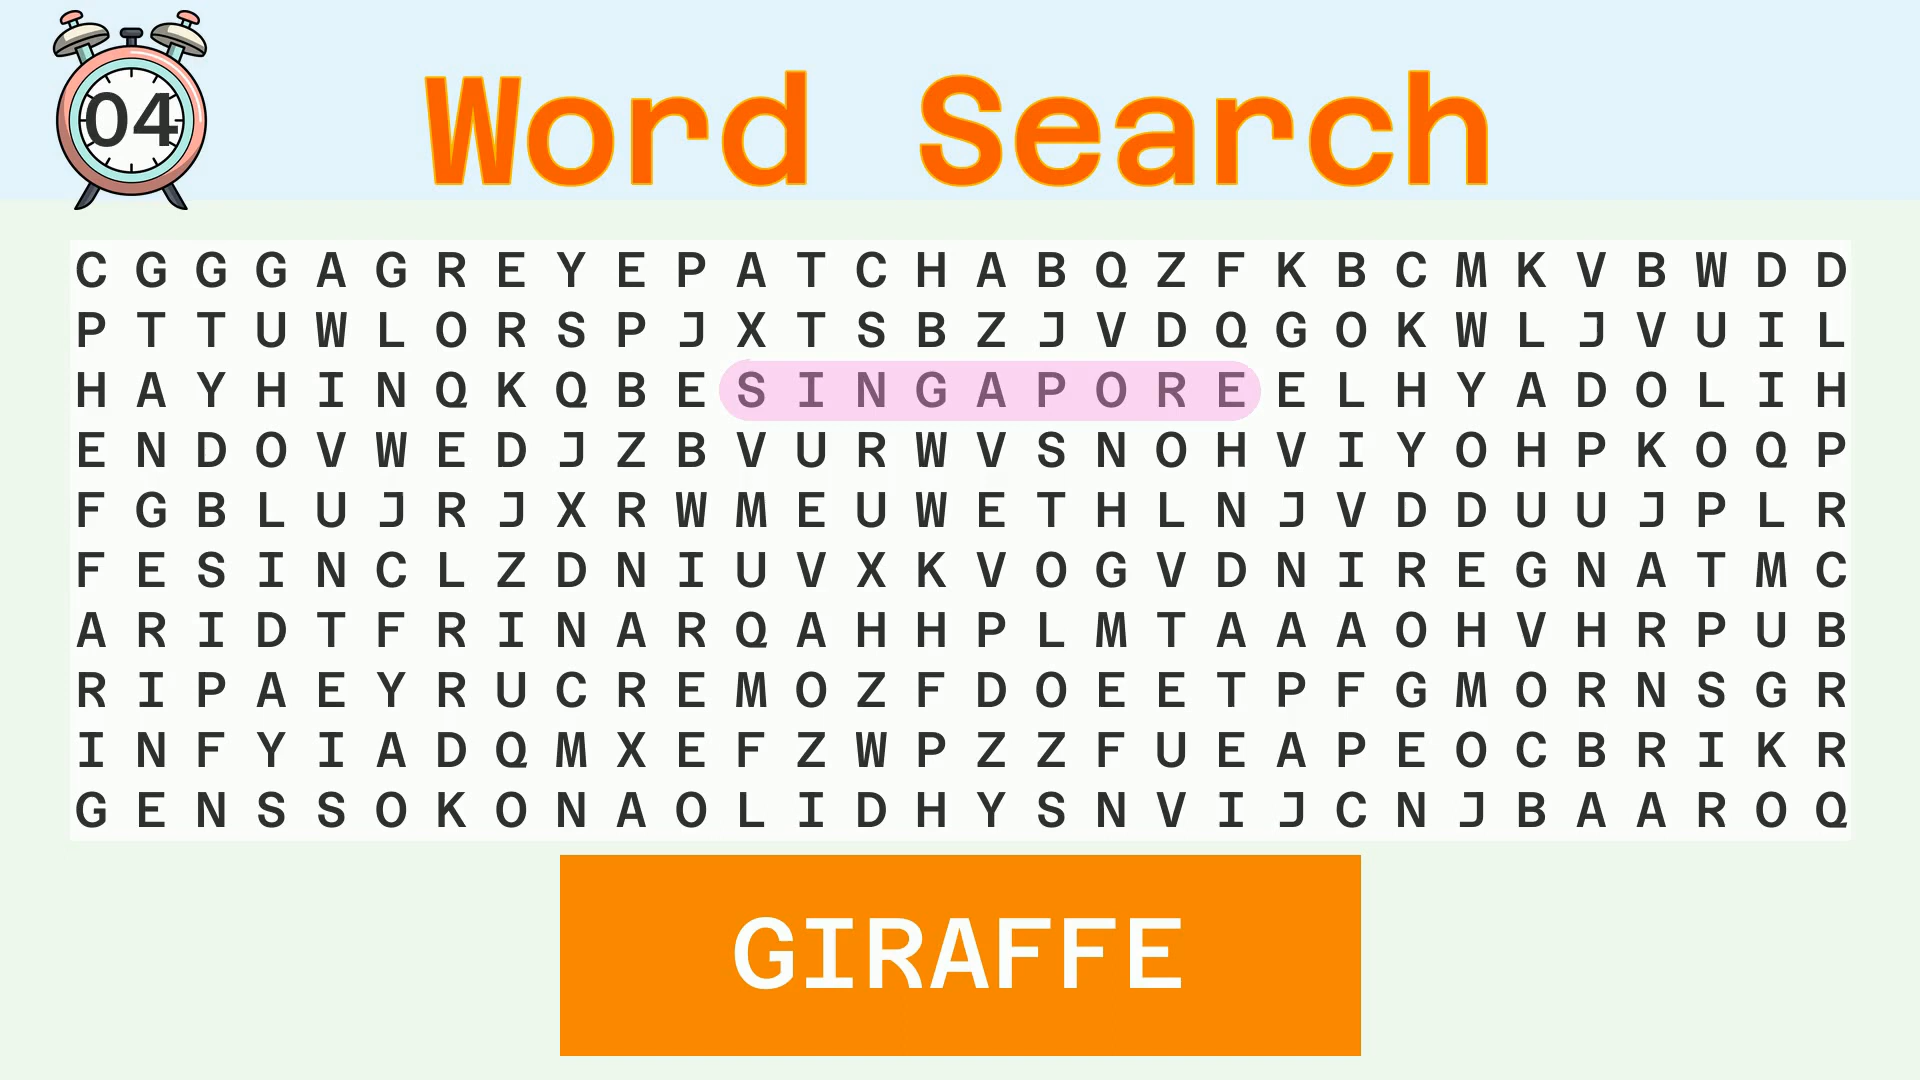 04
Word Search
C G G G A G R E Y E P A T C H A B Q Z F K B C M K V B W D D
P T T U W L O R S P J X T S B Z J V D Q G O K W L J V U I L
H A Y H I N Q K Q B E S I N G A P O R E E L H Y A D O L I H
E N D O V W E D J Z B V U R W V S N O H V I Y O H P K O Q P
F G B L U J R J X R W M E U W E T H L N J V D D U U J P L R
F E S I N C L Z D N I U V X K V O G V D N I R E G N A T M C
A R I D T F R I N A R Q A H H P L M T A A A O H V H R P U B
R I P A E Y R U C R E M O Z F D O E E T P F G M O R N S G R
I N F Y I A D Q M X E F Z W P Z Z F U E A P E O C B R I K R
G E N S S O K O N A O L I D H Y S N V I J C N J B A A R O Q
GIRAFFE